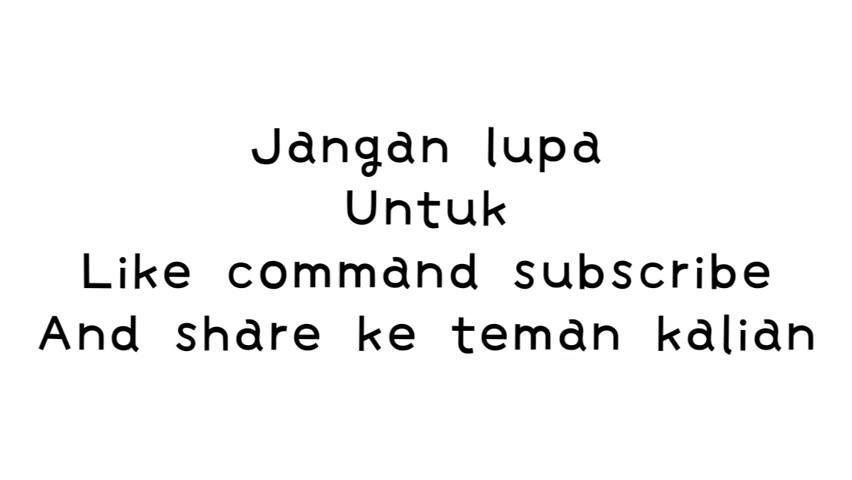 Jangan lupa
Untuk
Like command subscribe
And share ke teman kalian